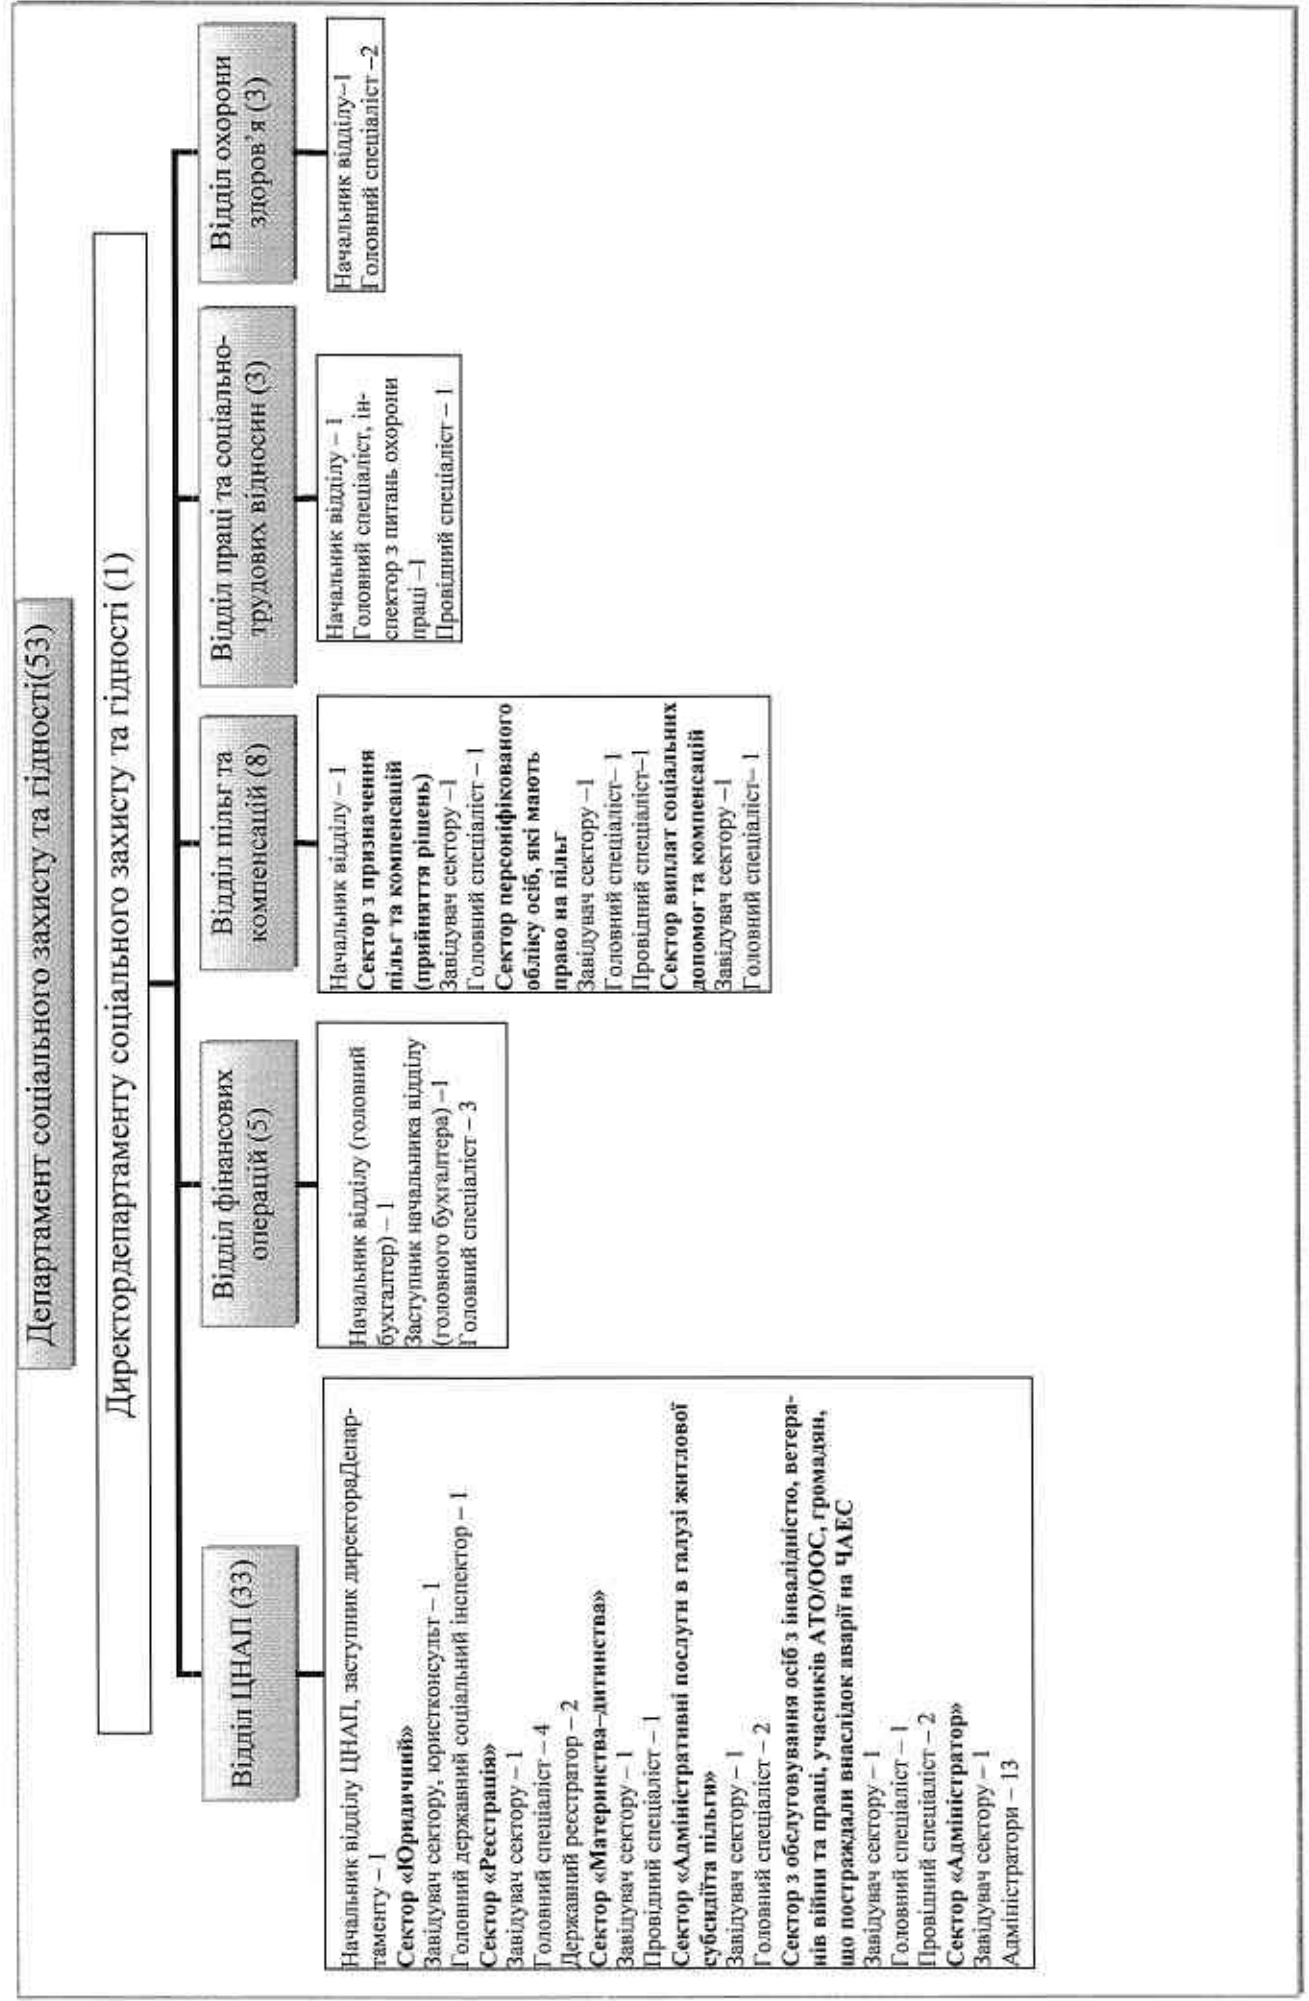 Департамент соціального захисту та гідності(53)
Директордепартаменту соціального захисту та гідності (1)
Відділ ЦНАП (33)
Начальник відділу ЦНАП, заступник директораДепар-
таменту – 1
Сектор «Юридичний»
Завідувач сектору, юристконсульт – 1
Головний державний соціальний інспектор – 1
Сектор «Реєстрація»
Завідувач сектору – 1
Головний спеціаліст – 4
Державний реєстратор – 2
Сектор «Материнства–дитинства»
Завідувач сектору – 1
Провідний спеціаліст – 1
Сектор «Адміністративні послуги в галузі житлової
субсидіїта пільги»
Завідувач сектору – 1
Головний спеціаліст – 2
Сектор з обслуговування осіб з інвалідністю, ветера-
нів війни та праці, учасників АТО/ООС, громадян,
що постраждали внаслідок аварії на ЧАЕС
Завідувач сектору – 1
Головний спеціаліст – 1
Провідний спеціаліст – 2
Сектор «Адміністратор»
Завідувач сектору – 1
Адміністратори – 13
Відділ фінансових
операцій (5)
Начальник відділу (головний
бухгалтер) – 1
Заступник начальника відділу
(головного бухгалтера) –1
Головний спеціаліст – 3
Відділ пільг та
компенсацій (8)
Начальник відділу – 1
Сектор з призначення
пільг та компенсацій
(прийняття рішень)
Завідувач сектору –1
Головний спеціаліст – 1
Сектор персоніфікованого
обліку осіб, які мають
право на пільг
Завідувач сектору –1
Головний спеціаліст– 1
Провідний спеціаліст–1
Сектор виплат соціальних
допомог та компенсацій
Завідувач сектору –1
Головний спеціаліст– 1
Відділ праці та соціально-
трудових відносин (3)
Начальник відділу – 1
Головний спеціаліст, ін-
спектор з питань охорони
праці –1
Провідний спеціаліст – 1
Відділ охорони
здоров’я (3)
Начальник відділу–1
Головний спеціаліст –2